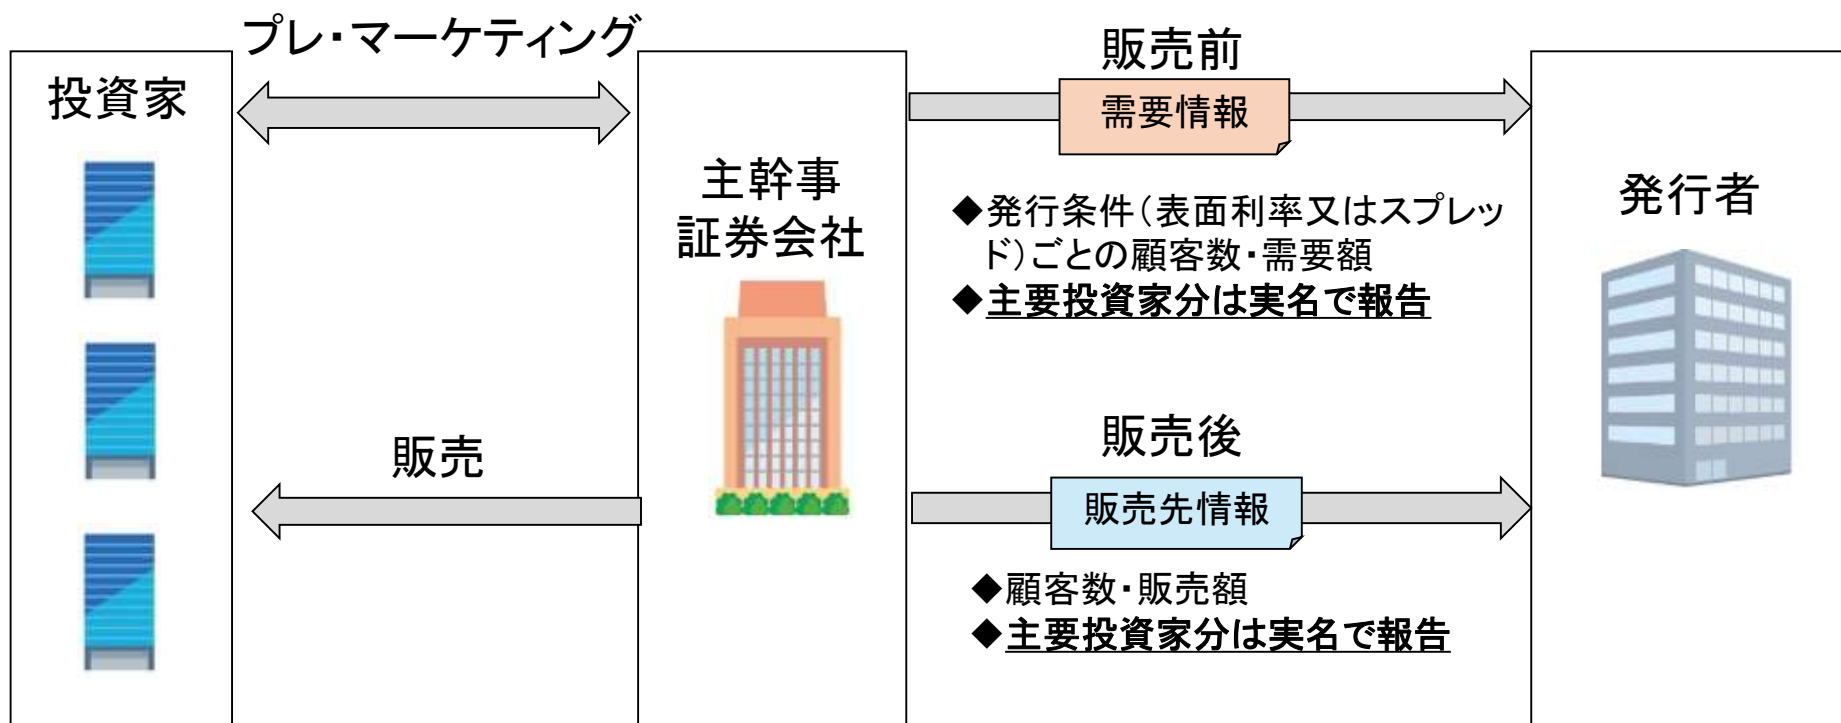 プレ・マーケティング
投資家
主幹事
証券会社
販売前
需要情報
◆発行条件（表面利率又はスプレッ
ド）ごとの顧客数・需要額
◆主要投資家分は実名で報告
発行者
販売
販売後
販売先情報
◆顧客数・販売額
◆主要投資家分は実名で報告